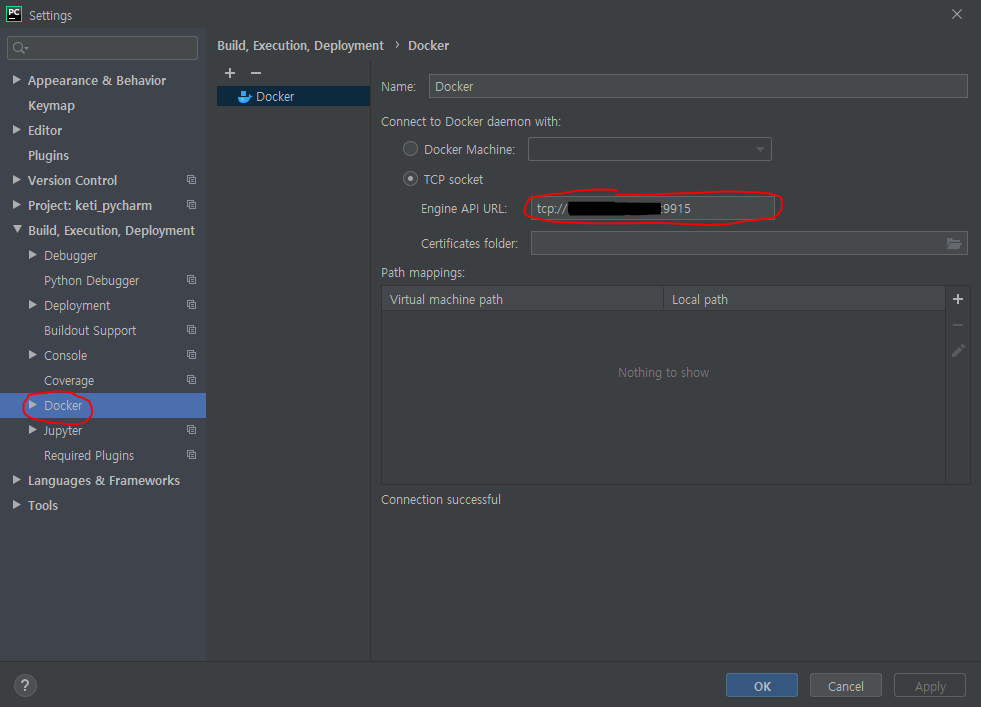 PC Settings
Appearance & Behavior
Keymap
Editor
Plugins
Version Control
Project: keti_pycharm
Build, Execution, Deployment
Debugger
Python Debugger
Deployment
Buildout Support
Console
Coverage
Docker
Jupyter
Required Plugins
Languages & Frameworks
Tools
Build, Execution, Deployment › Docker
Docker
Name: Docker
Connect to Docker daemon with:
Docker Machine:
TCP socket
Engine API URL: tcp:// :9915
Certificates folder:
Path mappings:
Virtual machine path Local path
Nothing to show
Connection successful
? OK Cancel Apply